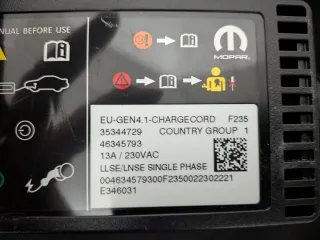 ANUAL BEFORE USE
MOPAR
EU-GEN4.1-CHARGECORD F235
35344729 COUNTRY GROUP 1
46345793
13A / 230VAC
LLSE/LNSE SINGLE PHASE
004634579300F2350022302221
E346031